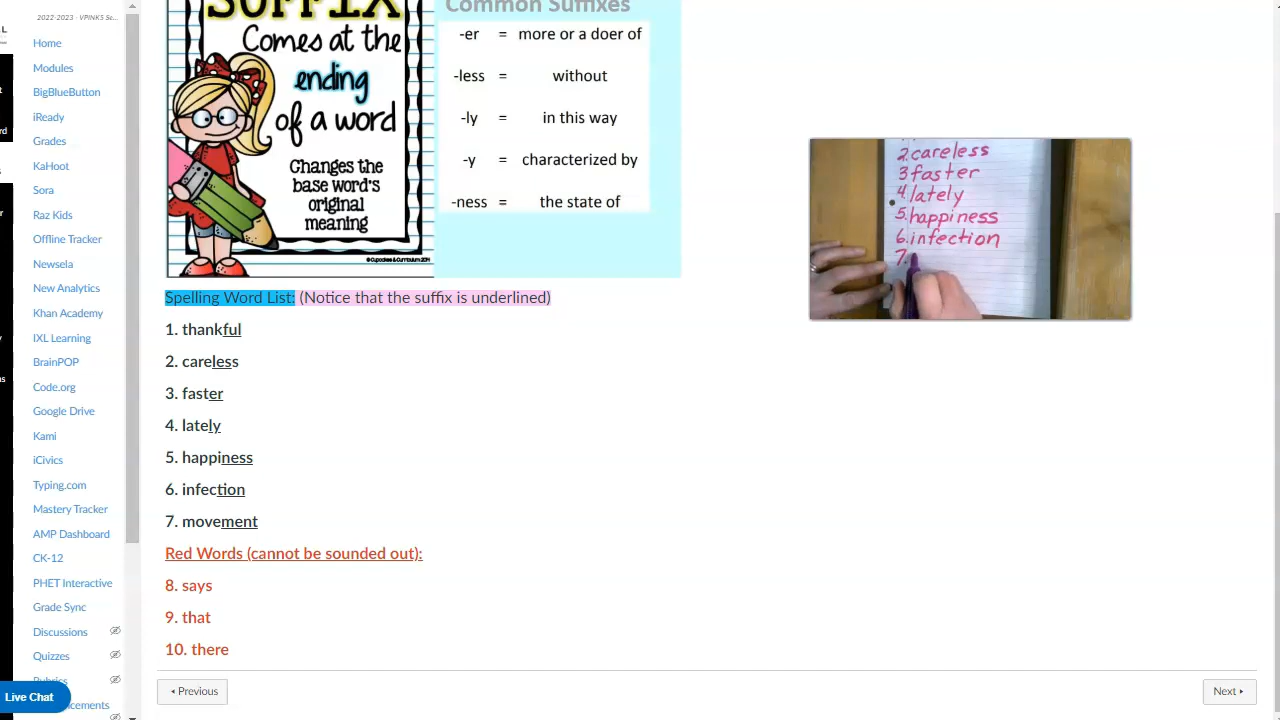 2022-2023 - VPINKS Se...
Home
Modules
BigBlueButton
iReady
Grades
KaHoot
Sora
Raz Kids
Offline Tracker
Newsela
New Analytics
Khan Academy
IXL Learning
BrainPOP
Code.org
Google Drive
Kami
iCivics
Typing.com
Mastery Tracker
AMP Dashboard
CK-12
PHET Interactive
Grade Sync
Discussions
Quizzes
Live Chat
SUFFIX
Comes at the
ending
of a word
Changes the
base word's
original
meaning
Common Suffixes
-er = more or a doer of
-less = without
-ly = in this way
-y = characterized by
-ness = the state of
Spelling Word List: (Notice that the suffix is underlined)
1. thankful
2. careless
3. faster
4. lately
5. happiness
6. infection
7. movement
Red Words (cannot be sounded out):
8. says
9. that
10. there
Previous
Next
2. careless
3 faster
4. lately
5. happiness
6. infection
7.